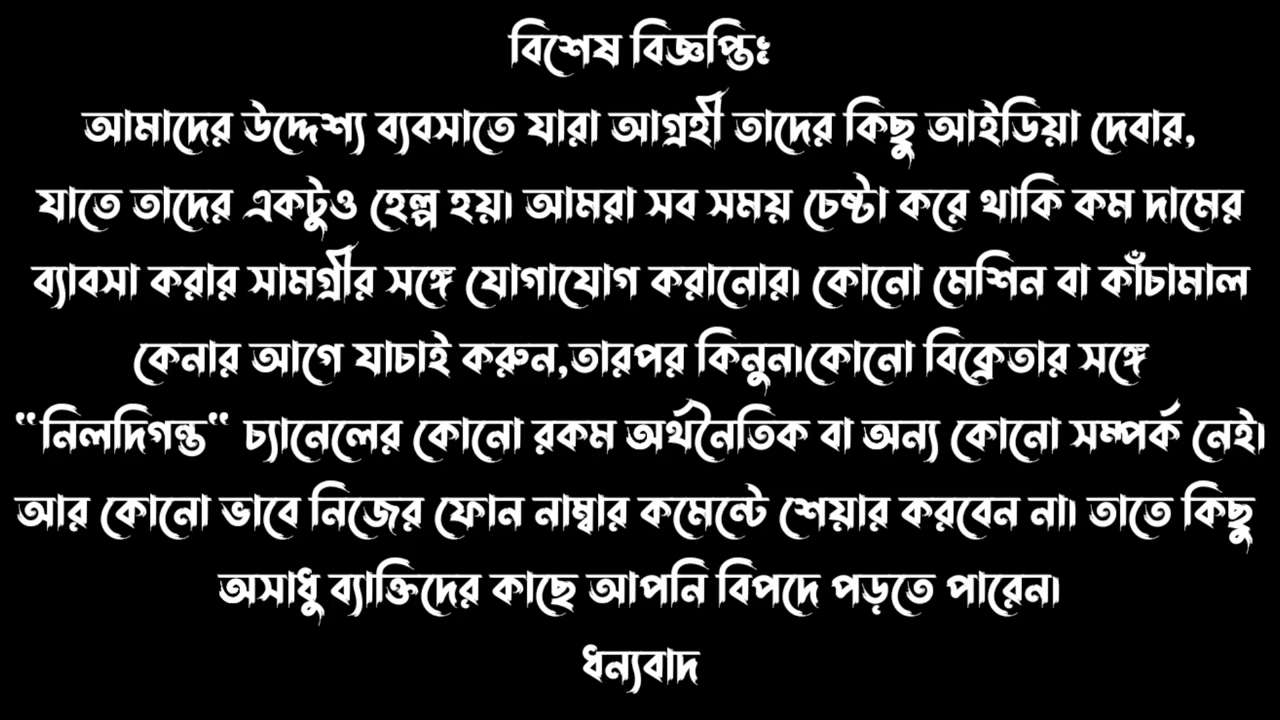 বিশেষ বিজ্ঞপ্তিঃ
আমাদের উদ্দেশ্য ব্যবসাতে যারা আগ্রহী তাদের কিছু আইডিয়া দেবার,
যাতে তাদের একটুও হেল্প হয়। আমরা সব সময় চেষ্টা করে থাকি কম দামের
ব্যাবসা করার সামগ্রীর সঙ্গে যোগাযোগ করানোর। কোনো মেশিন বা কাঁচামাল
কেনার আগে যাচাই করুন,তারপর কিনুন।কোনো বিক্রেতার সঙ্গে
“নিলদিগন্ত“ চ্যানেলের কোনো রকম অর্থনৈতিক বা অন্য কোনো সম্পর্ক নেই।
আর কোনো ভাবে নিজের ফোন নাম্বার কমেন্টে শেয়ার করবেন না। তাতে কিছু
অসাধু ব্যাক্তিদের কাছে আপনি বিপদে পড়তে পারেন।
ধন্যবাদ